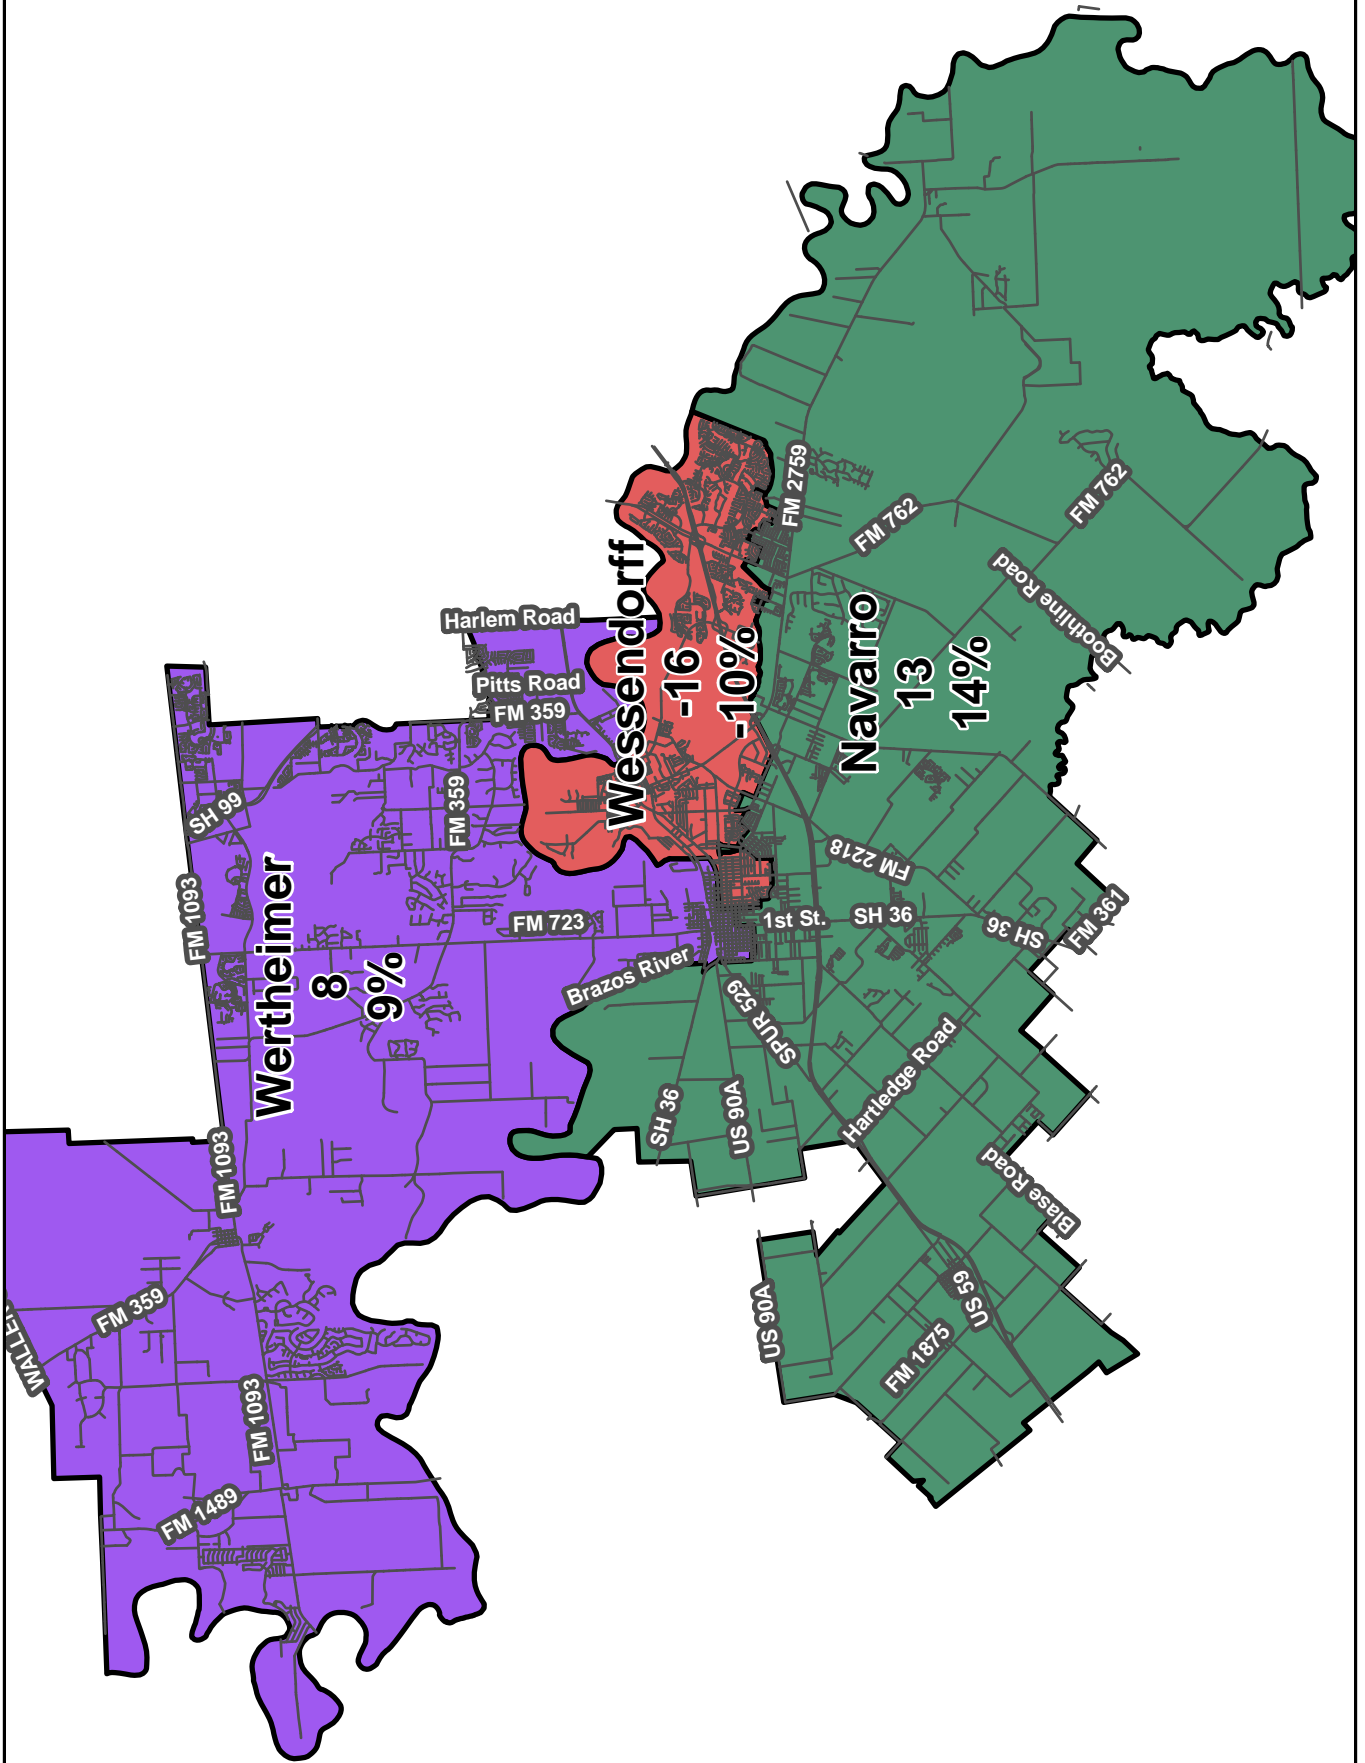 Harlem Road
Pitts Road
FM 359
SH 99
FM 359
FM 1093
Wertheimer
8
9%
FM 723
Brazos River
Wessendorff
-16
-10%
FM 2759
FM 762
FM 762
Boothline Road
Navarro
13
14%
FM 2218
1st St.
SH 36
SH 36
FM 361
SPUR 529
Hartledge Road
SH 36
US 90A
Blase Road
US 90A
US 59
FM 1875
FM 1093
FM 359
FM 1093
FM 1489